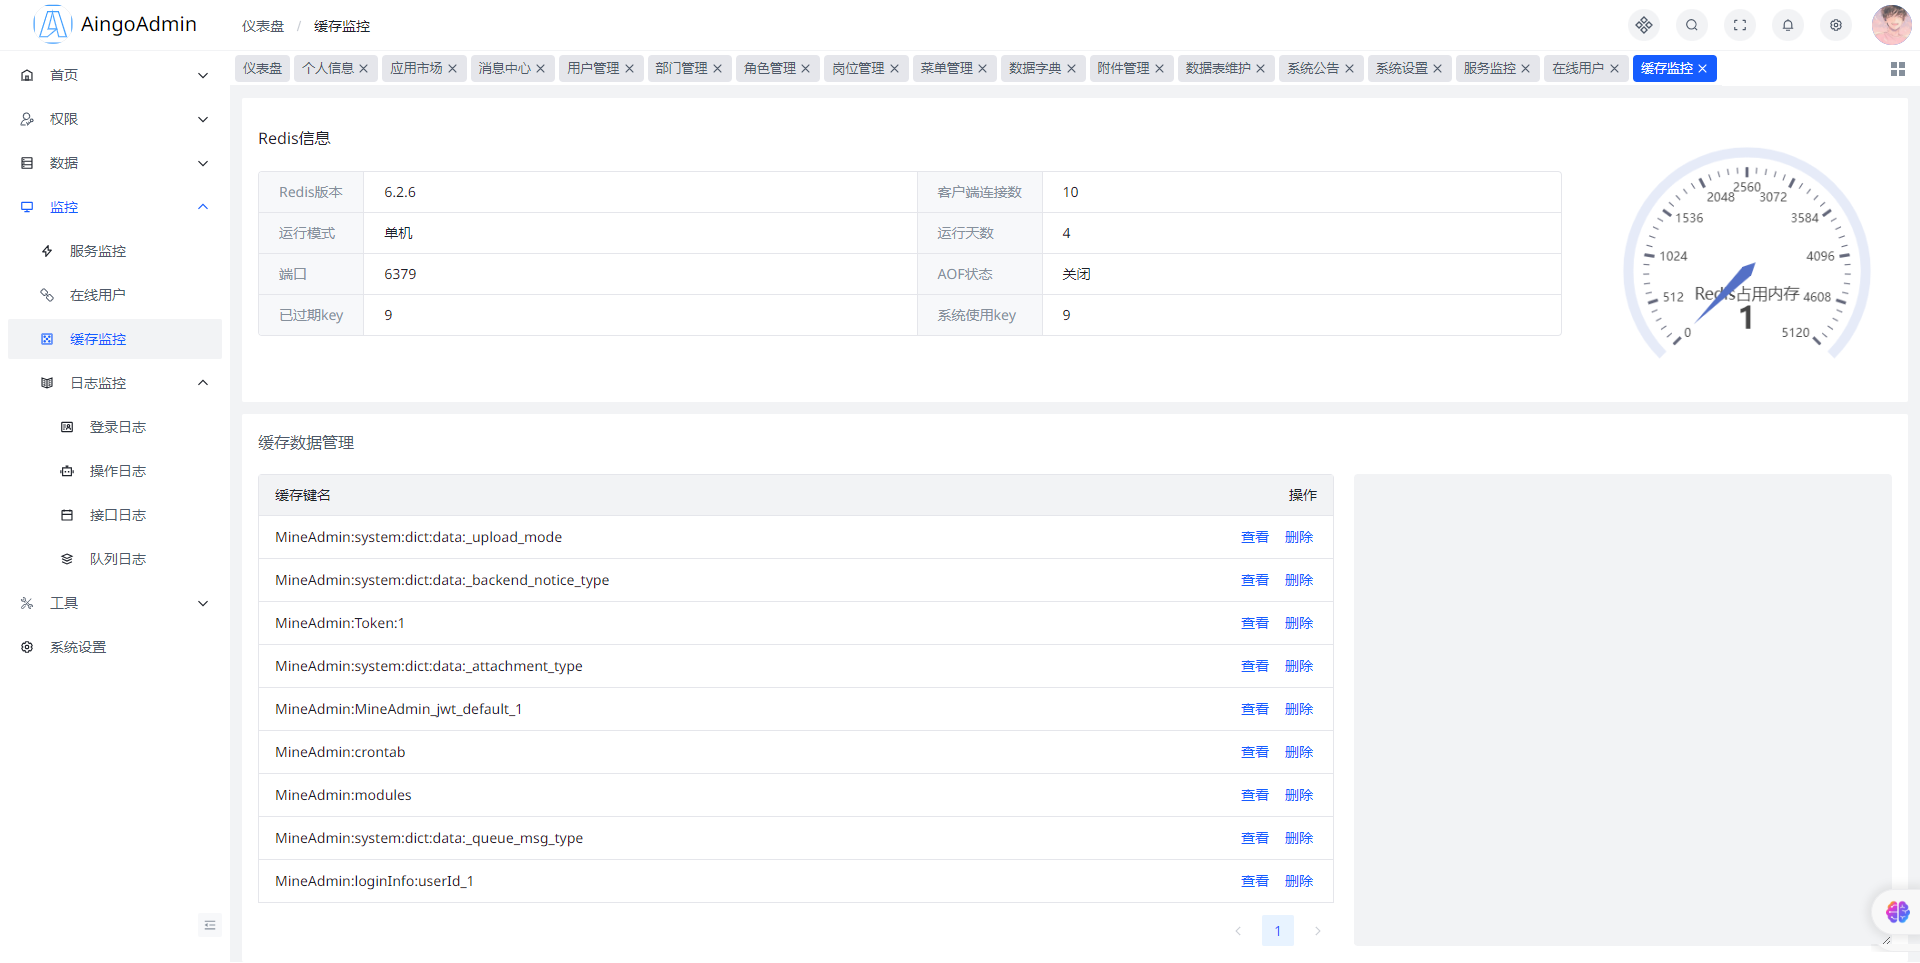 AingoAdmin
仪表盘 / 缓存监控
首页
权限
数据
监控
服务监控
在线用户
缓存监控
日志监控
登录日志
操作日志
接口日志
队列日志
工具
系统设置
仪表盘 个人信息 应用市场 消息中心 用户管理 部门管理 角色管理 岗位管理 菜单管理 数据字典 附件管理 数据表维护 系统公告 系统设置 服务监控 在线用户 缓存监控
Redis信息
Redis版本 6.2.6 客户端连接数 10
运行模式 单机 运行天数 4
端口 6379 AOF状态 关闭
已过期key 9 系统使用key 9
0
512
1024
1536
2048
2560
3072
3584
4096
4608
5120
Redis占用内存
1
缓存数据管理
缓存键名 操作
MineAdmin:system:dict:data:_upload_mode 查看 删除
MineAdmin:system:dict:data:_backend_notice_type 查看 删除
MineAdmin:Token:1 查看 删除
MineAdmin:system:dict:data:_attachment_type 查看 删除
MineAdmin:MineAdmin_jwt_default_1 查看 删除
MineAdmin:crontab 查看 删除
MineAdmin:modules 查看 删除
MineAdmin:system:dict:data:_queue_msg_type 查看 删除
MineAdmin:loginInfo:userId_1 查看 删除
1